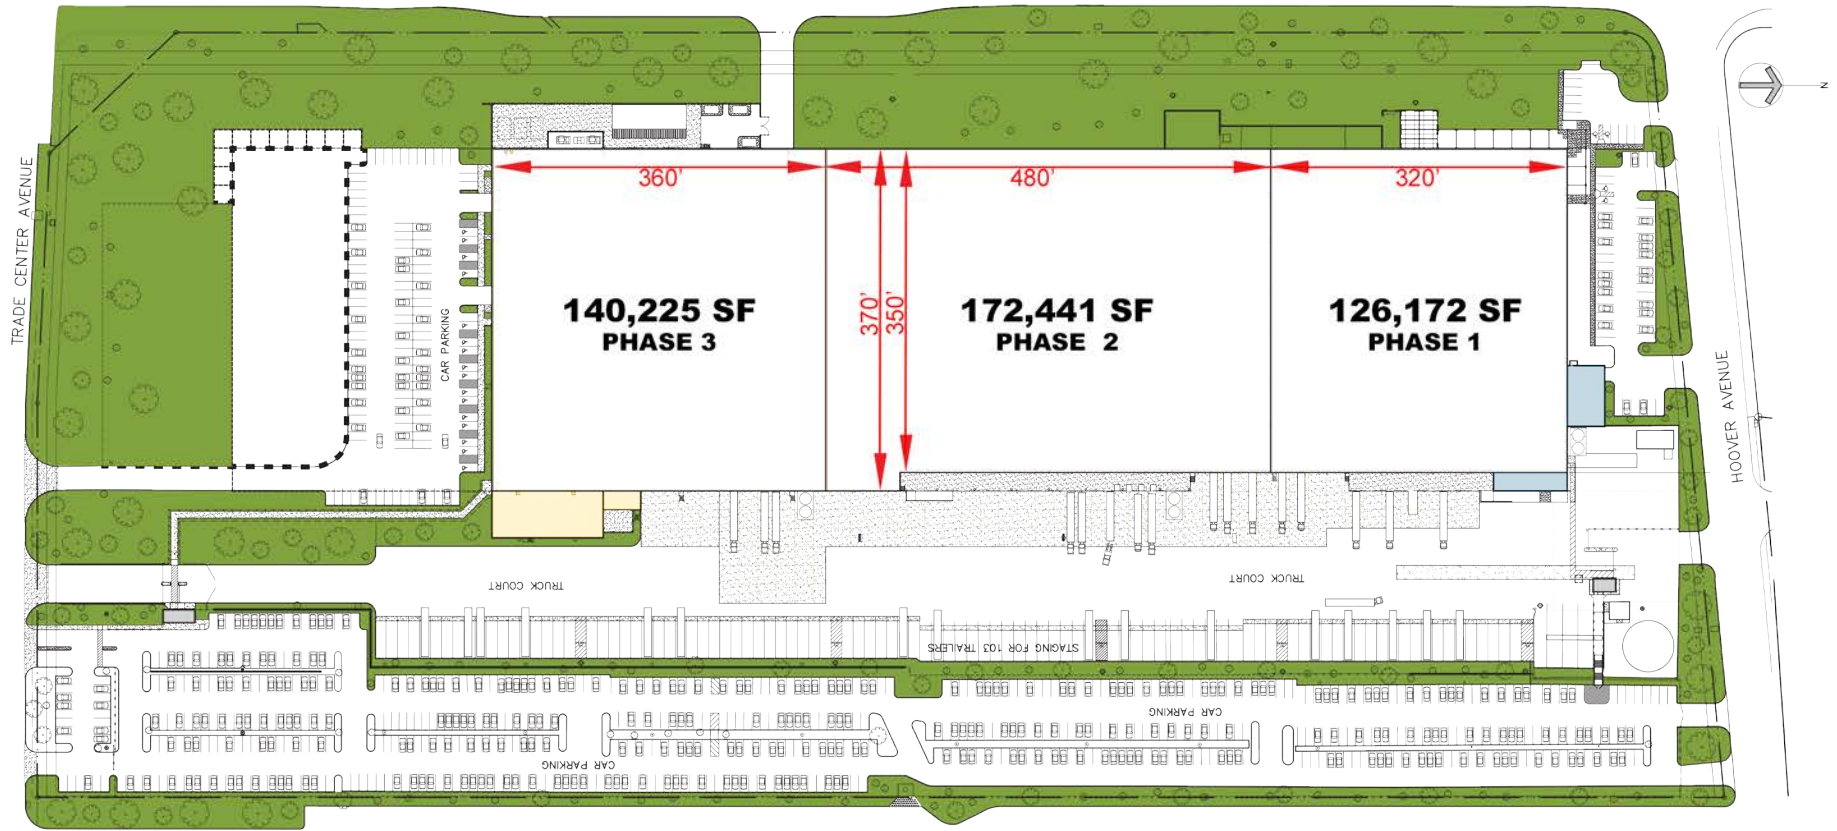 N
TRADE CENTER AVENUE
360'
480'
320'
370'
350'
140,225 SF
PHASE 3
172,441 SF
PHASE 2
126,172 SF
PHASE 1
CAR PARKING
HOOVER AVENUE
TRUCK COURT
TRUCK COURT
STAGING FOR 103 TRAILERS
CAR PARKING
CAR PARKING